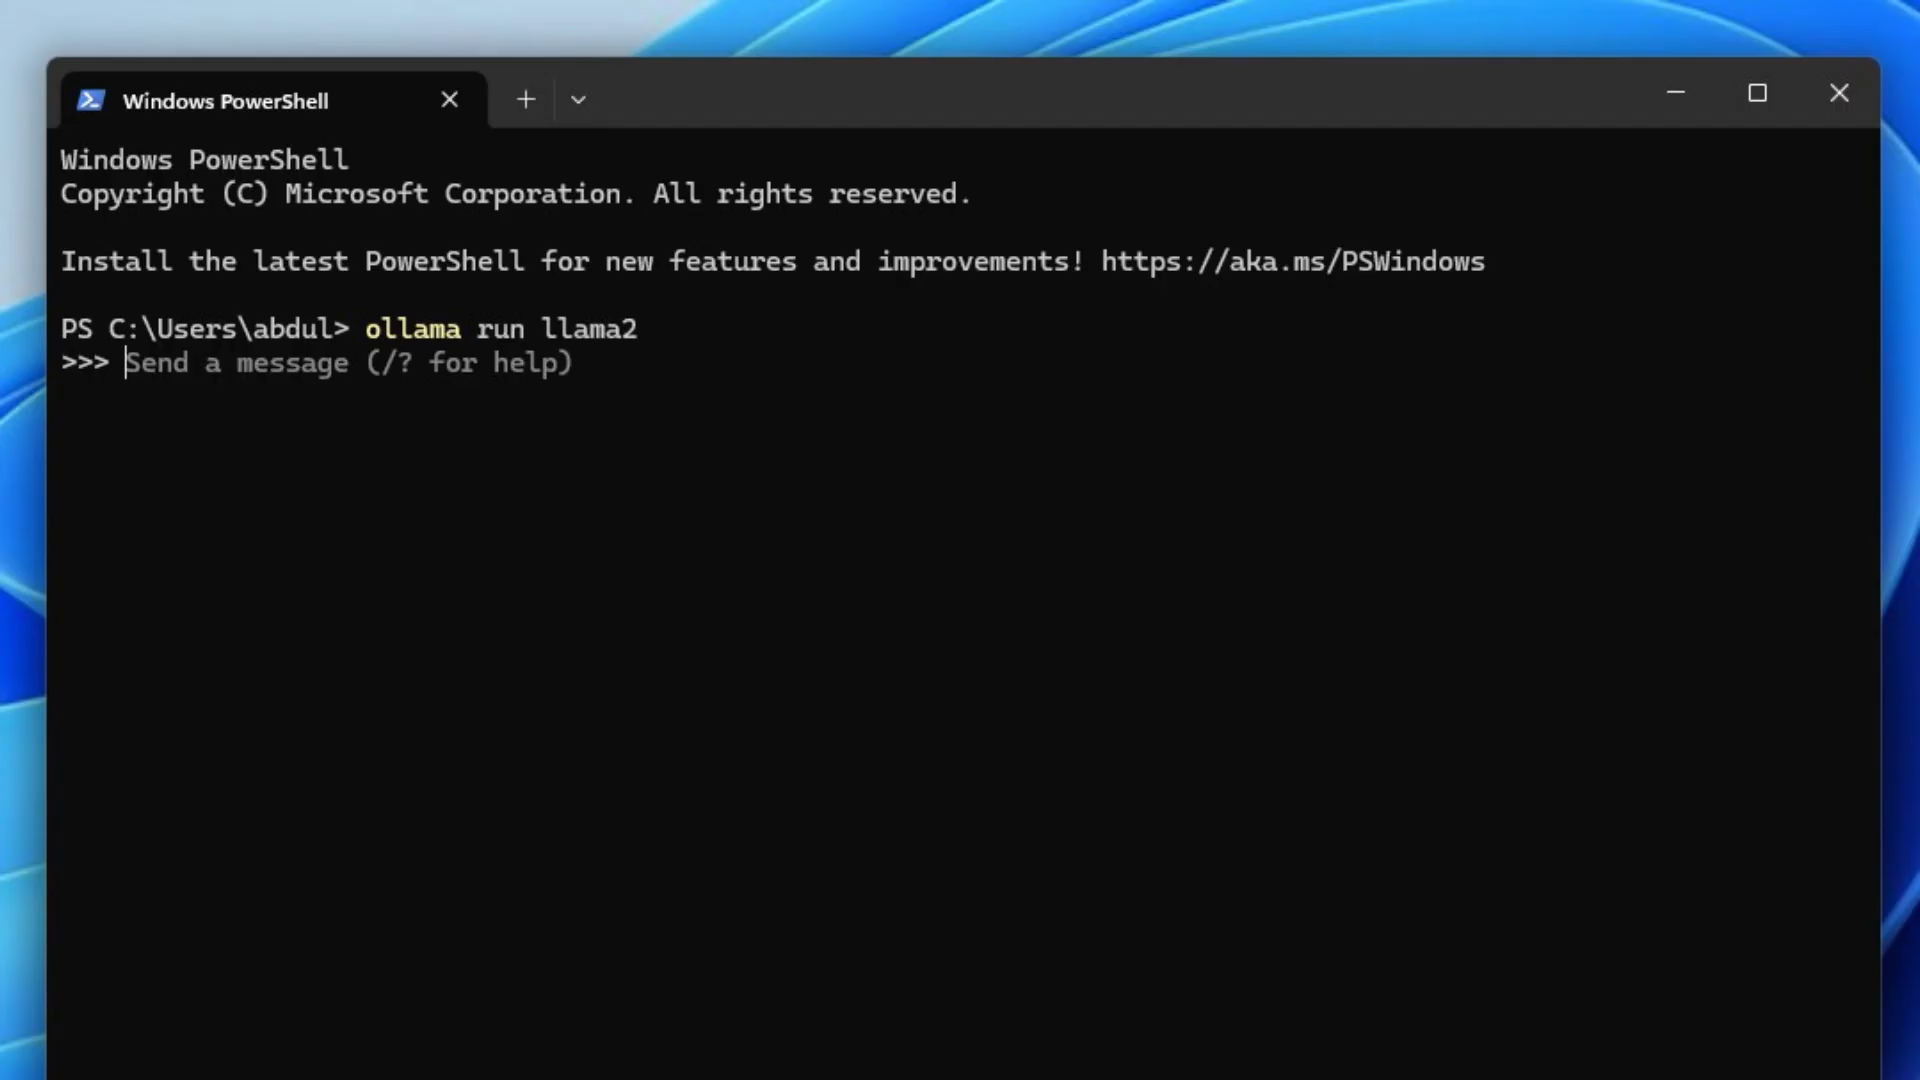 Windows PowerShell
Windows PowerShell
Copyright (C) Microsoft Corporation. All rights reserved.
Install the latest PowerShell for new features and improvements! https://aka.ms/PSWindows
PS C:\Users\abdul> ollama run llama2
>>> Send a message (/? for help)